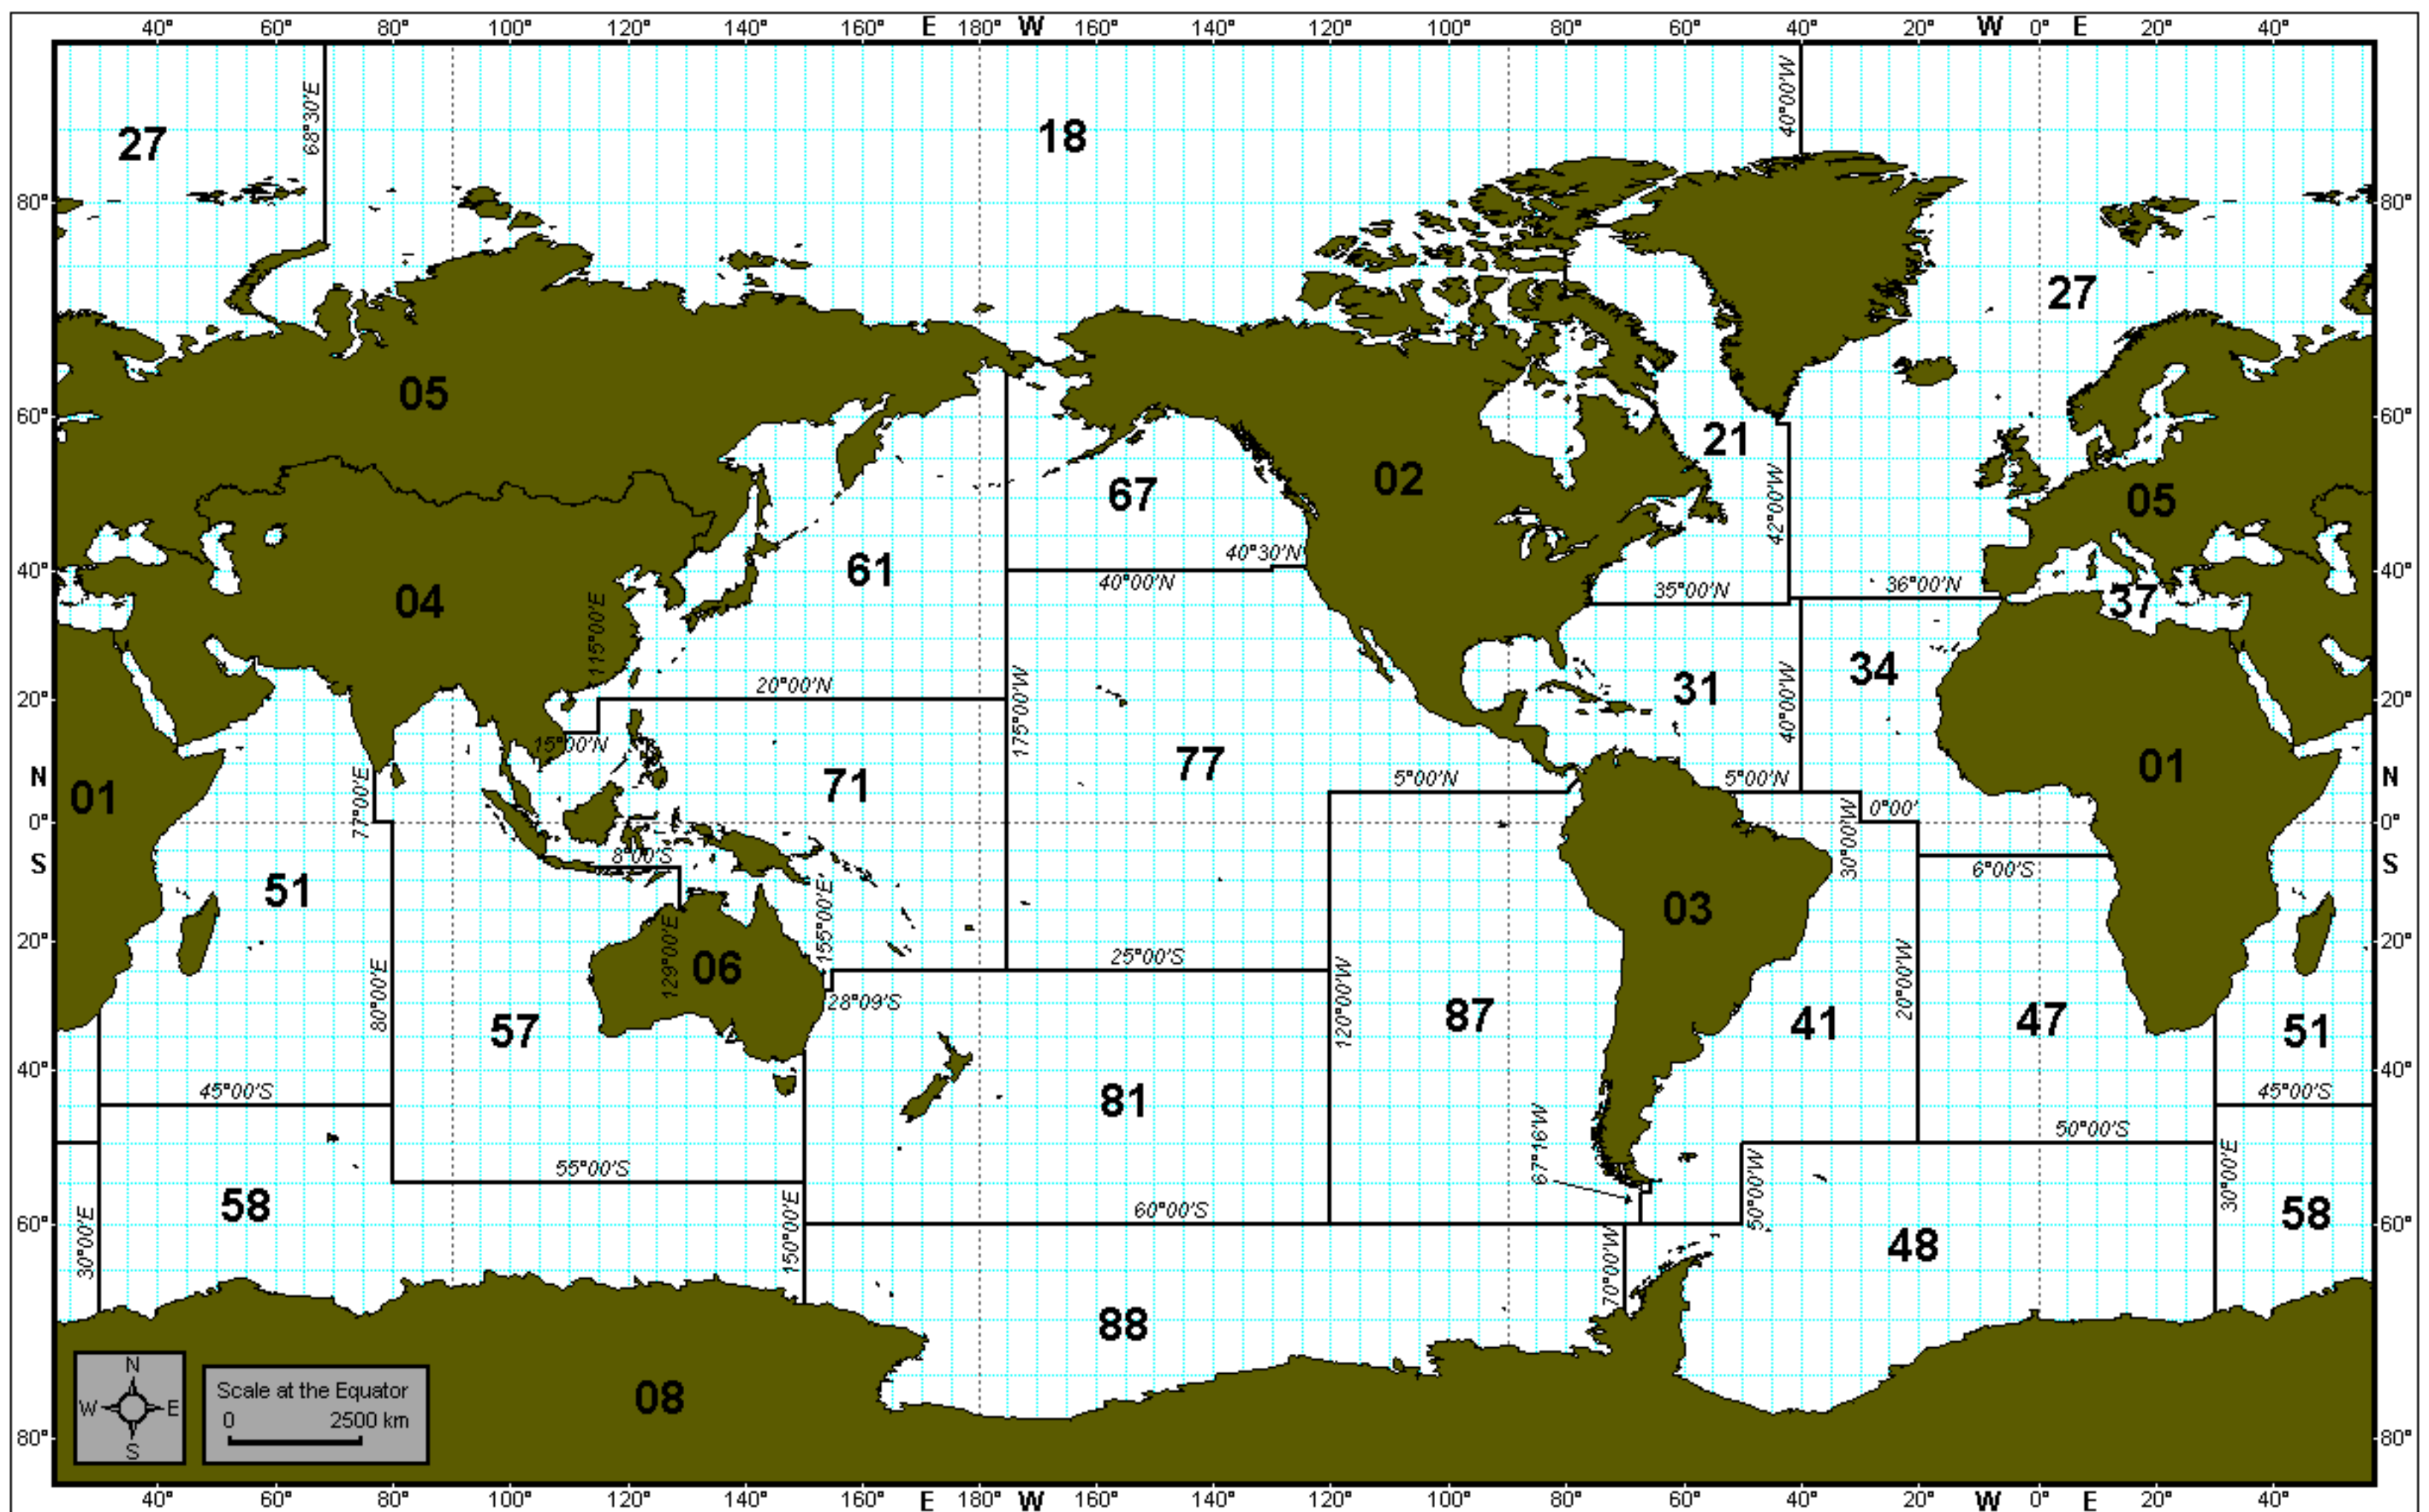 40° 60° 80° 100° 120° 140° 160° E 180° W 160° 140° 120° 100° 80° 60° 40° 20° W 0° E 20° 40°
68°30'E
40°00'W
27
18
80° 80°
27
05
60° 60°
21
02
67
42°00'W
05
61
40°30'N
40° 40°00'N 36°00'N 40°
35°00'N
37
04
115°00'E
34
31
20°00'N
175°00'W
40°00'W
20° 20°
15°00'N
N 01 77 01 N
71
77°00'E
5°00'N 5°00'N
0°00'
30°00'W
0° 0°
8°00'S
S S
6°00'S
51
03
155°00'E
129°00'E
20° 20°
06
25°00'S
80°00'E
28°09'S
120°00'W
20°00'W
57
87
41
47
51
40° 40°
45°00'S 45°00'S
81
67°16'W
50°00'S
55°00'S
50°00'W
30°00'E
58
58
60°00'S
60° 60°
30°00'E
150°00'E
48
70°00'W
88
N
W E
S
Scale at the Equator
0 2500 km
08
80° 80°
40° 60° 80° 100° 120° 140° 160° E 180° W 160° 140° 120° 100° 80° 60° 40° 20° W 0° E 20° 40°